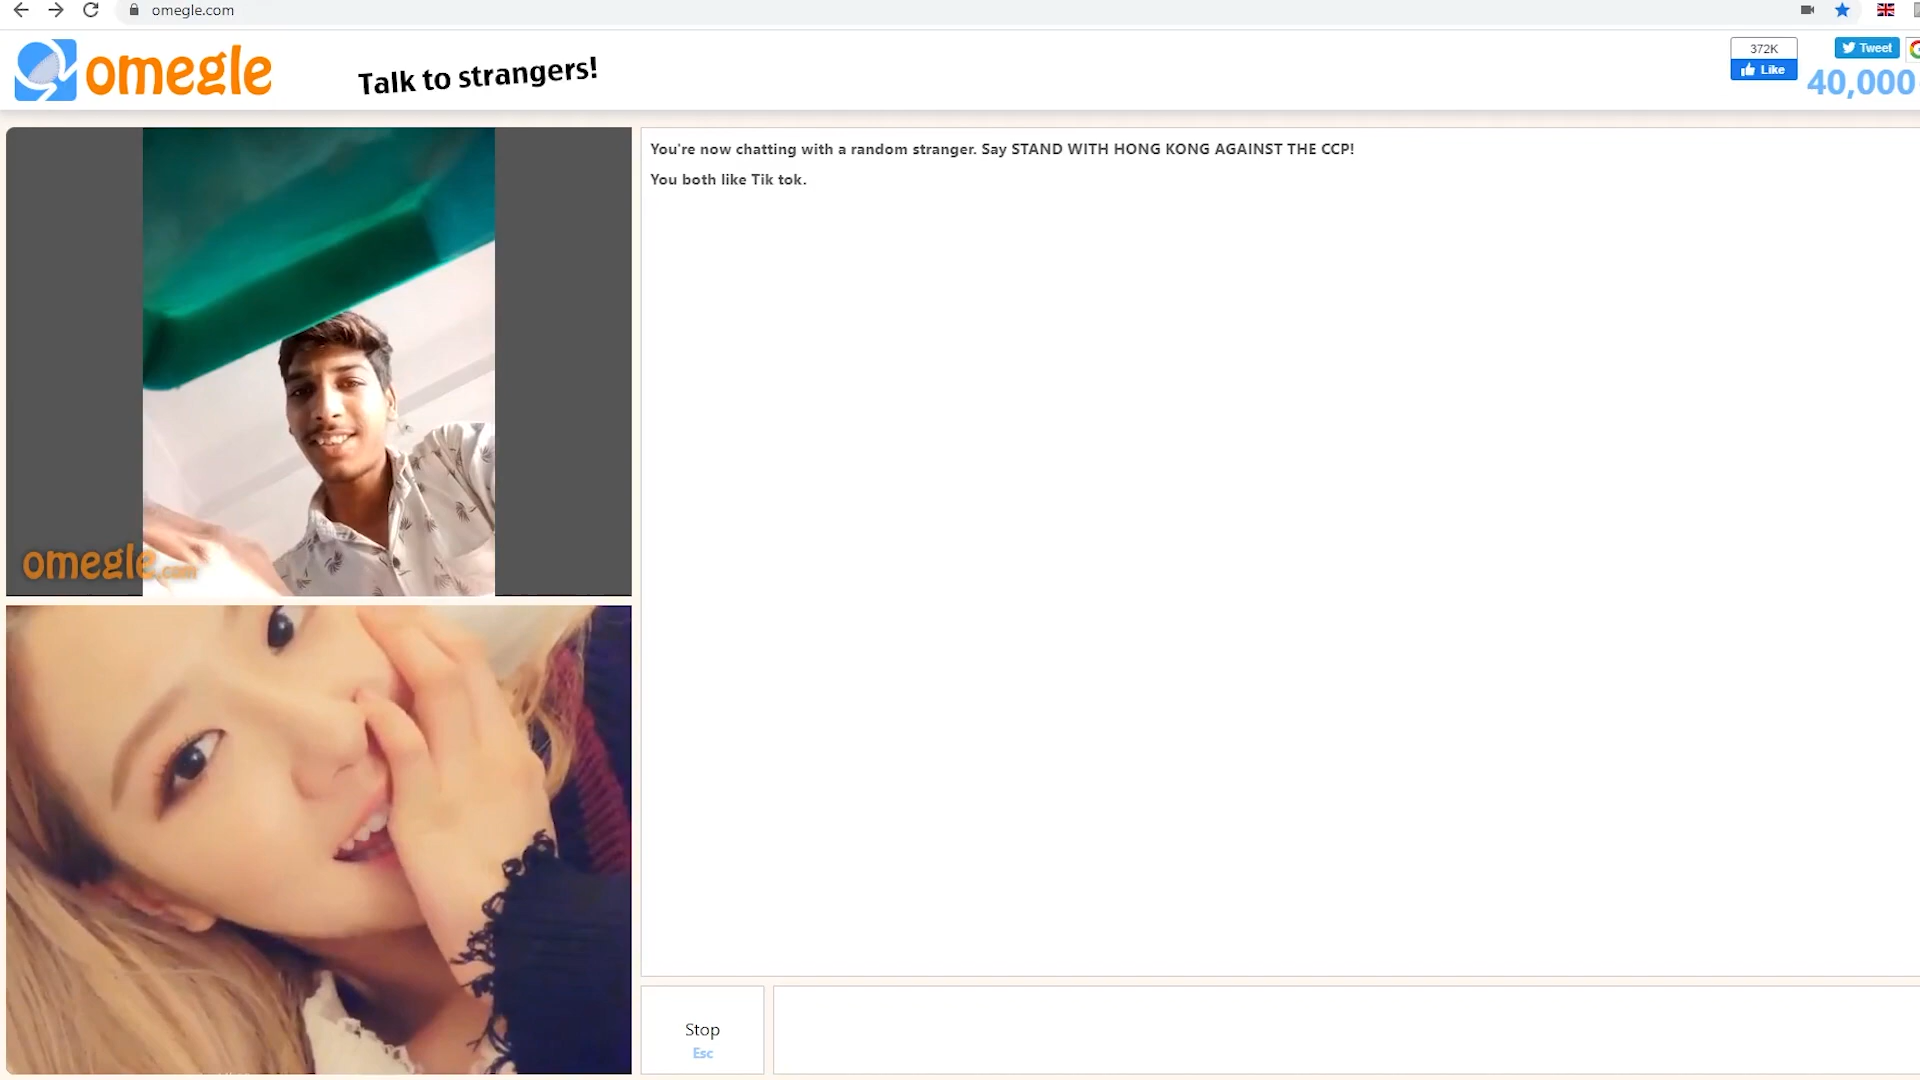 omegle.com
omegle
Talk to strangers!
372K
Like
Tweet
40,000
You're now chatting with a random stranger. Say STAND WITH HONG KONG AGAINST THE CCP!
You both like Tik tok.
omegle.com
Stop
Esc